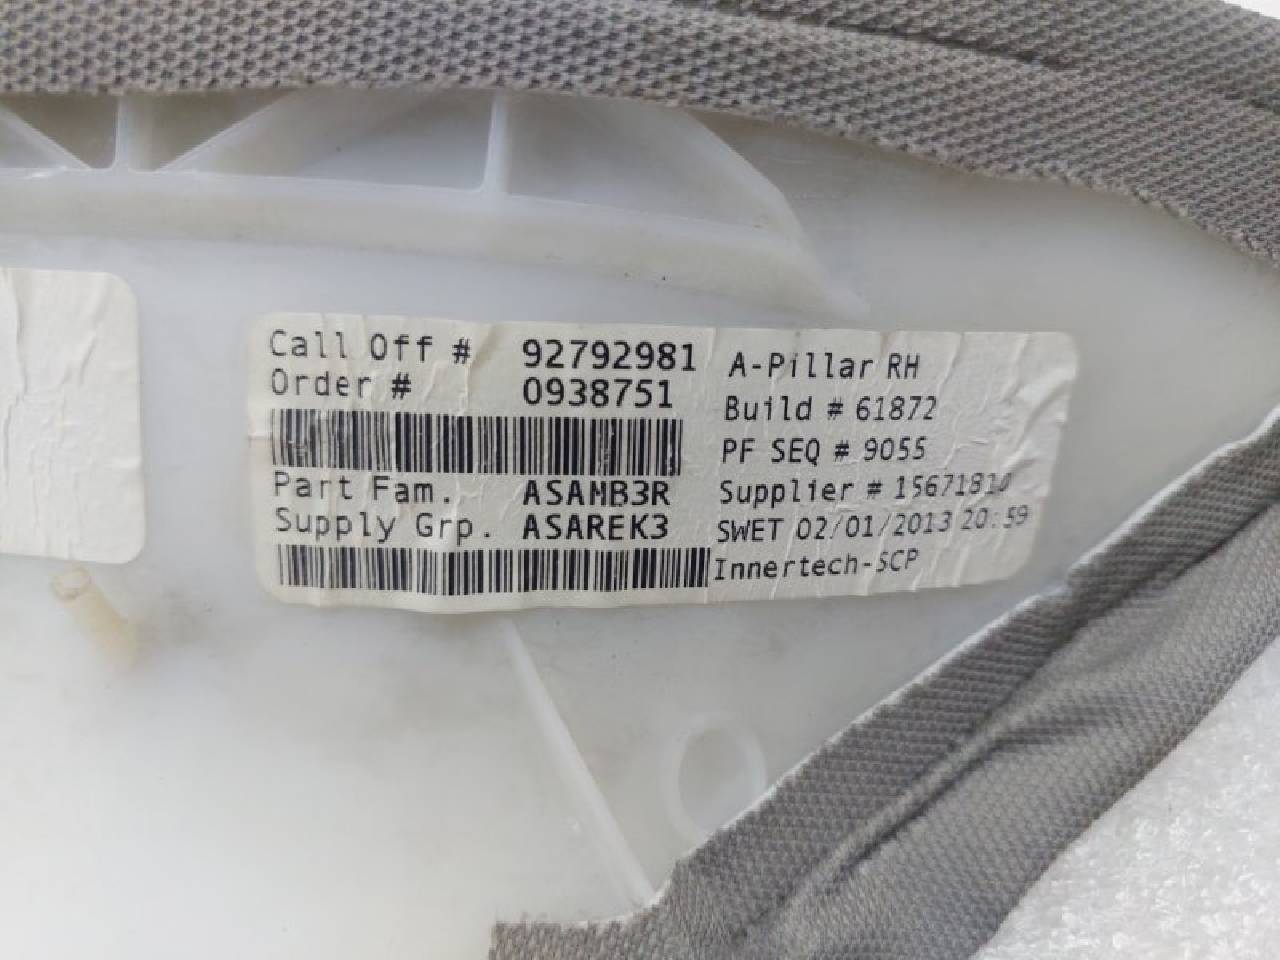 Call Off # 92792981
Order # 0938751
Part Fam. ASAMB3R
Supply Grp. ASAREK3
A-Pillar RH
Build # 61872
PF SEQ # 9055
Supplier # 15671810
SWET 02/01/2013 20:59
Innertech-SCP